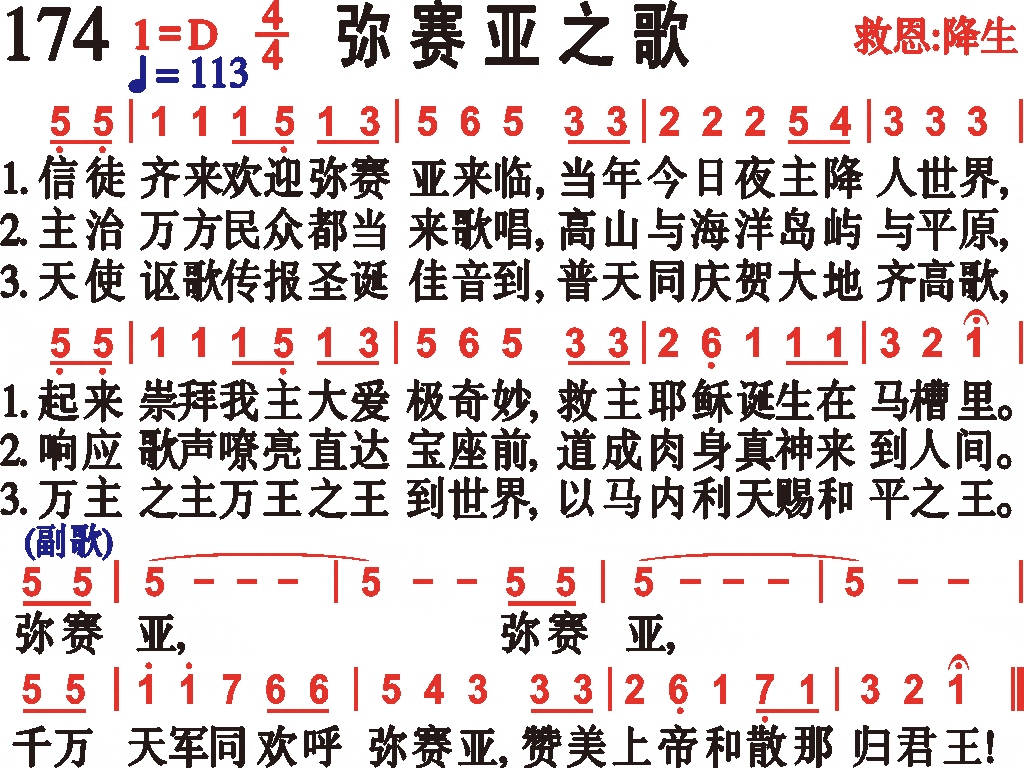 174 1=D 4/4 弥赛亚之歌 救恩:降生
♩=113
5 5 | 1 1 1 5 1 3 | 5 6 5 3 3 | 2 2 2 5 4 | 3 3 3 |
1.信徒 齐来欢迎弥赛 亚来临,当年今日夜主降 人世界,
2.主治 万方民众都当 来歌唱,高山与海洋岛屿 与平原,
3.天使 讴歌传报圣诞 佳音到,普天同庆贺大地 齐高歌,
5 5 | 1 1 1 5 1 3 | 5 6 5 3 3 | 2 6 1 1 1 | 3 2 1 |
1.起来 崇拜我主大爱 极奇妙,救主耶稣诞生在 马槽里。
2.响应 歌声嘹亮直达 宝座前,道成肉身真神来 到人间。
3.万主 之主万王之王 到世界,以马内利天赐和 平之王。
(副歌)
5 5 | 5 - - - | 5 - - 5 5 | 5 - - - | 5 - - |
弥赛 亚, 弥赛 亚,
5 5 | 1 1 7 6 6 | 5 4 3 3 3 | 2 6 1 7 1 | 3 2 1 ‖
千万 天军同欢呼 弥赛亚,赞美上帝和散那 归君王!